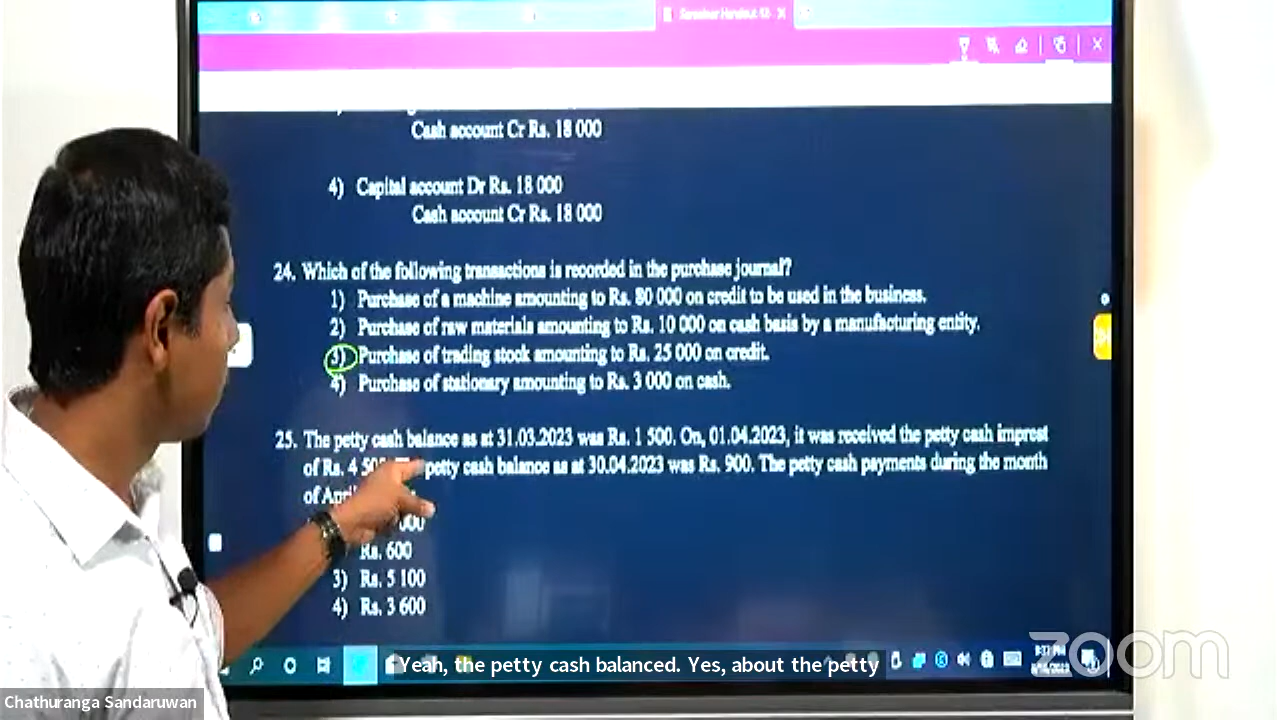 Cash account Cr Rs. 18 000
4) Capital account Dr Rs. 18 000
Cash account Cr Rs. 18 000
24. Which of the following transactions is recorded in the purchase journal?
1) Purchase of a machine amounting to Rs. 80 000 on credit to be used in the business.
2) Purchase of raw materials amounting to Rs. 10 000 on cash basis by a manufacturing entity.
3) Purchase of trading stock amounting to Rs. 25 000 on credit.
4) Purchase of stationary amounting to Rs. 3 000 on cash.
25. The petty cash balance as at 31.03.2023 was Rs. 1 500. On, 01.04.2023, it was received the petty cash imprest
of Rs. 4 petty cash balance as at 30.04.2023 was Rs. 900. The petty cash payments during the month
of
000
Rs. 600
3) Rs. 5 100
4) Rs. 3 600
zoom
Yeah, the petty cash balanced. Yes, about the petty
Chathuranga Sandaruwan